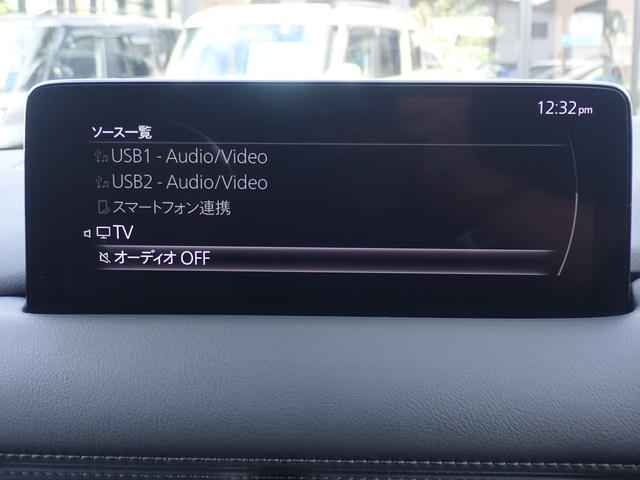 12:32pm
ソース一覧
USB1 - Audio/Video
USB2 - Audio/Video
スマートフォン連携
TV
オーディオ OFF